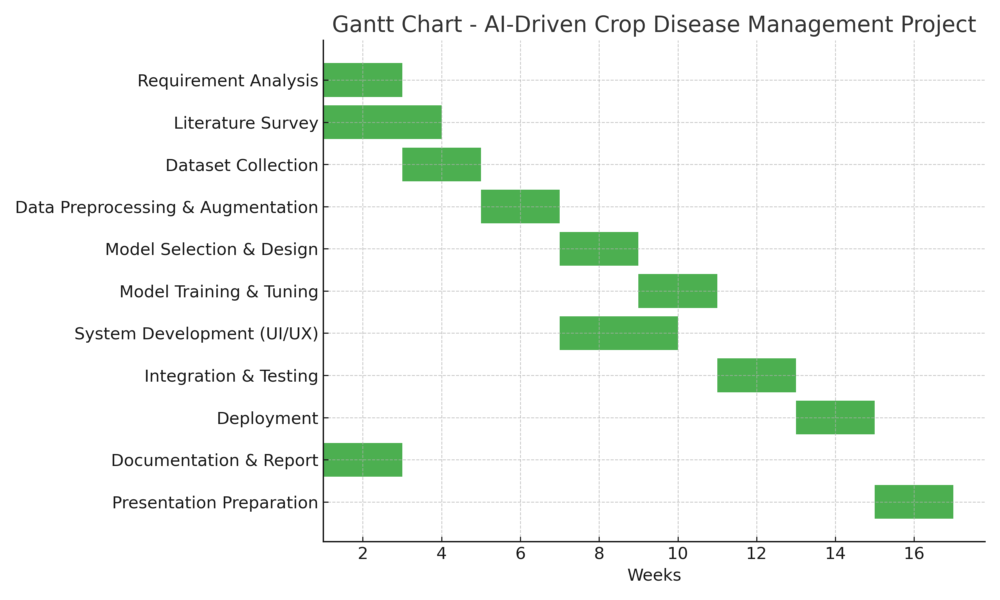 Gantt Chart - AI-Driven Crop Disease Management Project
Requirement Analysis
Literature Survey
Dataset Collection
Data Preprocessing & Augmentation
Model Selection & Design
Model Training & Tuning
System Development (UI/UX)
Integration & Testing
Deployment
Documentation & Report
Presentation Preparation
2 4 6 8 10 12 14 16
Weeks